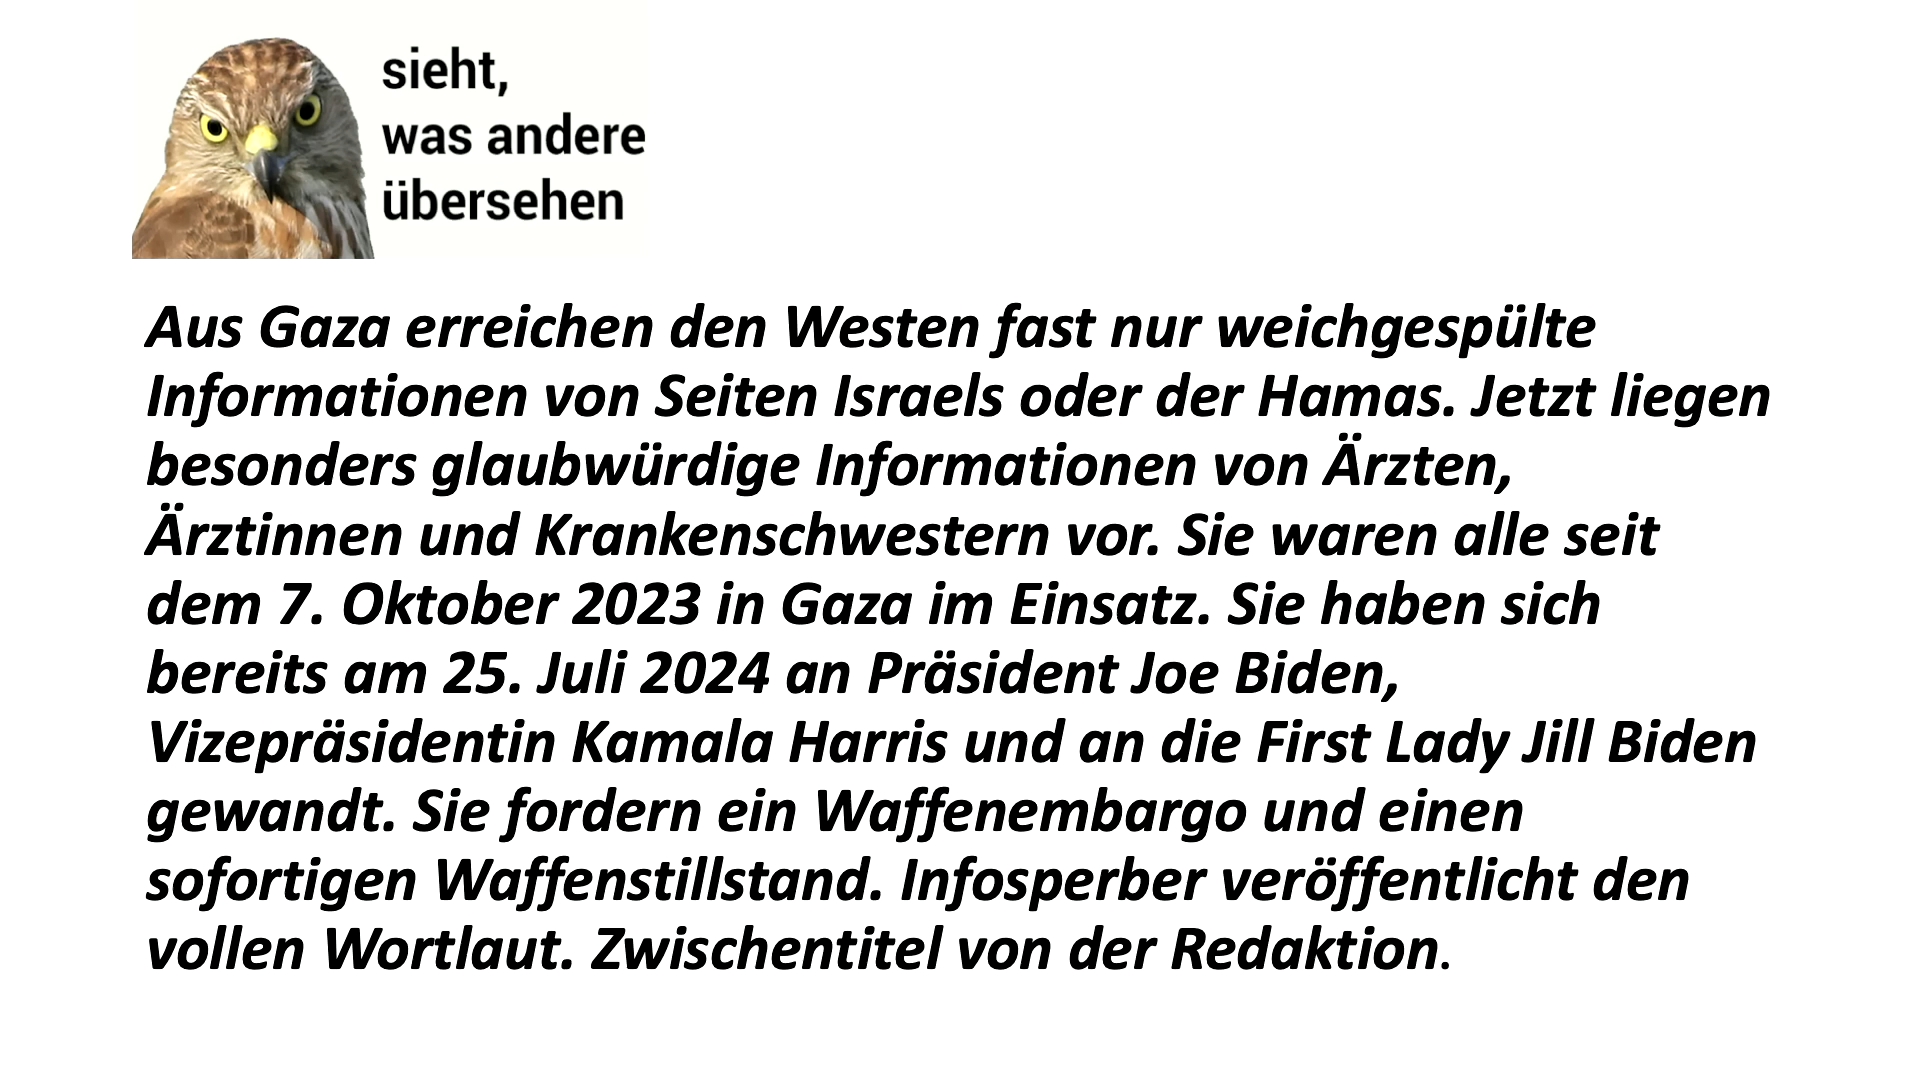 sieht,
was andere
übersehen
Aus Gaza erreichen den Westen fast nur weichgespülte
Informationen von Seiten Israels oder der Hamas. Jetzt liegen
besonders glaubwürdige Informationen von Ärzten,
Ärztinnen und Krankenschwestern vor. Sie waren alle seit
dem 7. Oktober 2023 in Gaza im Einsatz. Sie haben sich
bereits am 25. Juli 2024 an Präsident Joe Biden,
Vizepräsidentin Kamala Harris und an die First Lady Jill Biden
gewandt. Sie fordern ein Waffenembargo und einen
sofortigen Waffenstillstand. Infosperber veröffentlicht den
vollen Wortlaut. Zwischentitel von der Redaktion.